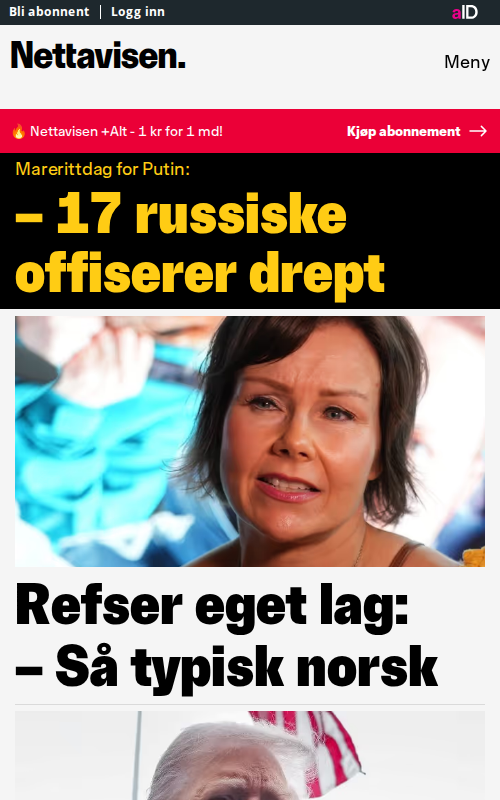 Bli abonnent | Logg inn
aID
Nettavisen.
Meny
🔥 Nettavisen +Alt - 1 kr for 1 md!
Kjøp abonnement →
Marerittdag for Putin:
– 17 russiske
offiserer drept
Refser eget lag:
– Så typisk norsk